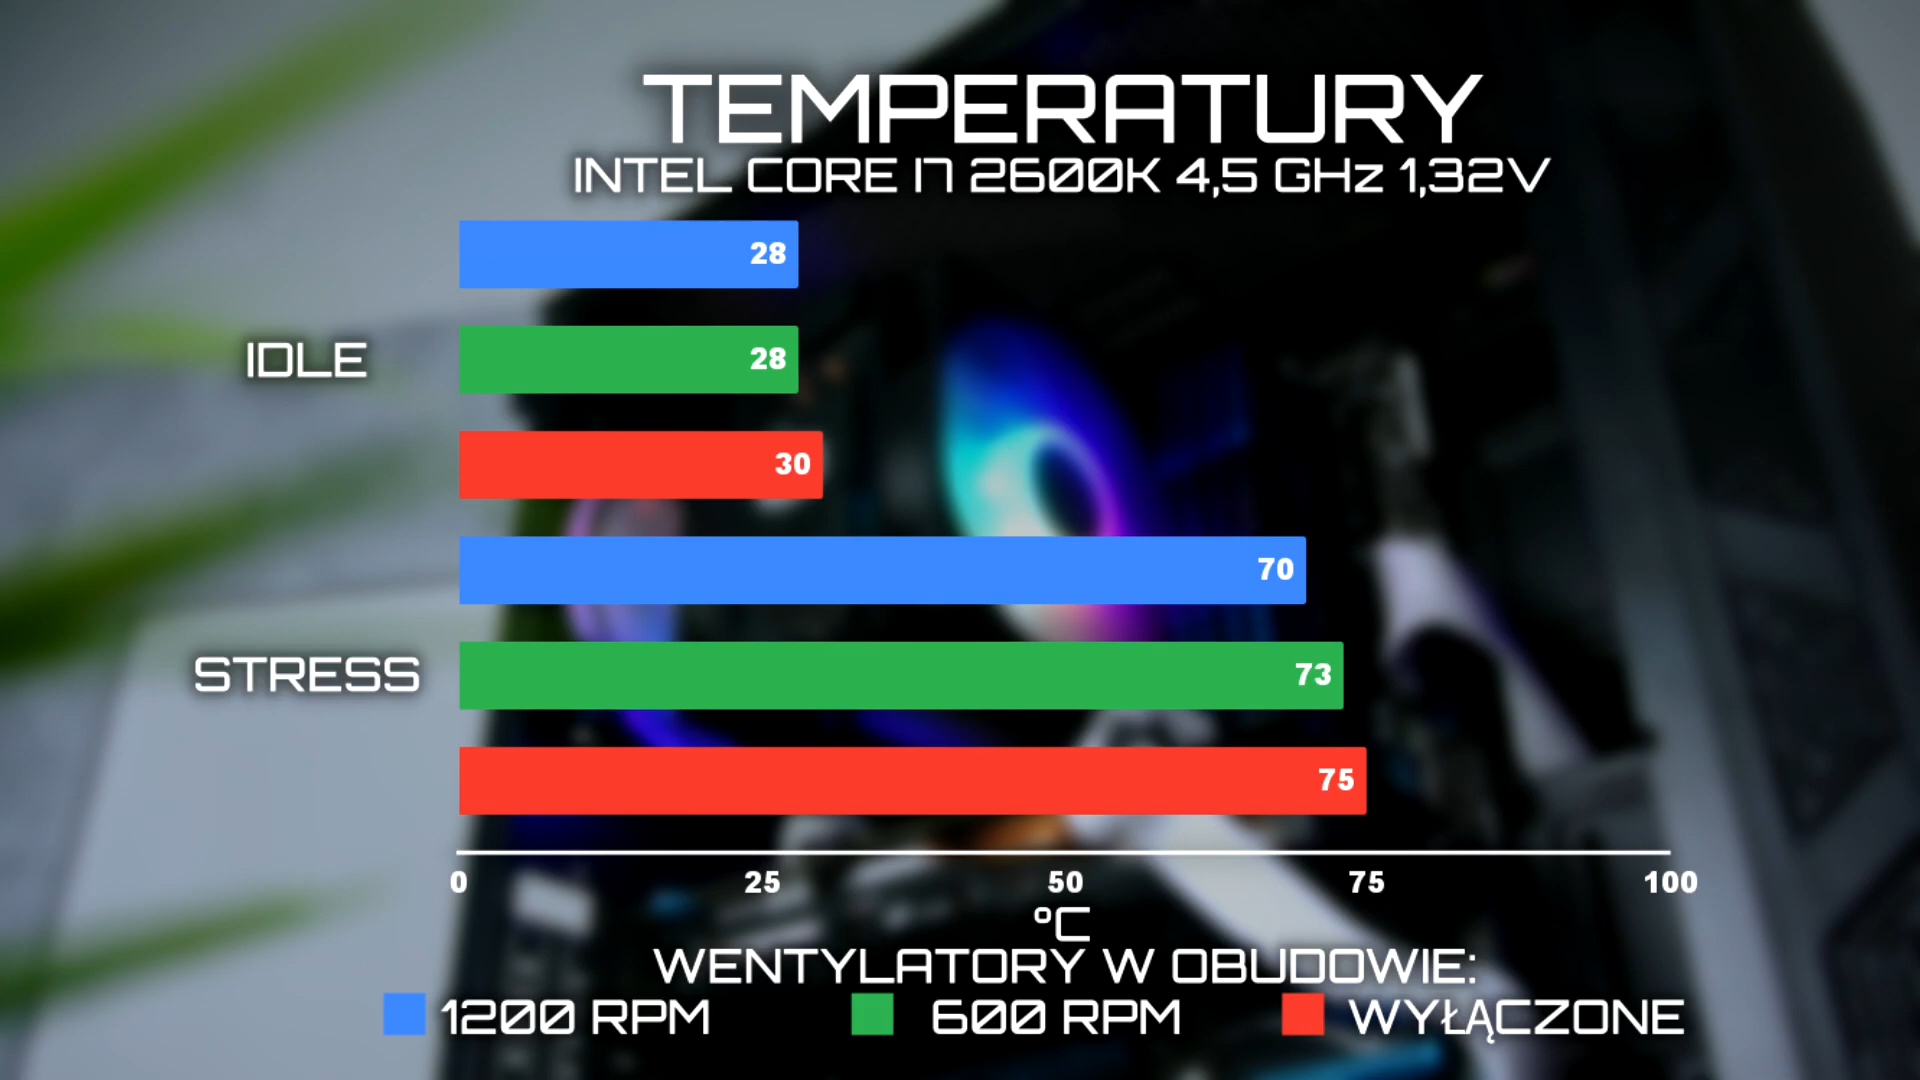 TEMPERATURY
INTEL CORE I7 2600K 4,5 GHz 1,32V
28
IDLE 28
30
70
STRESS 73
75
0 25 50 75 100
°C
WENTYLATORY W OBUDOWIE:
1200 RPM 600 RPM WYŁĄCZONE